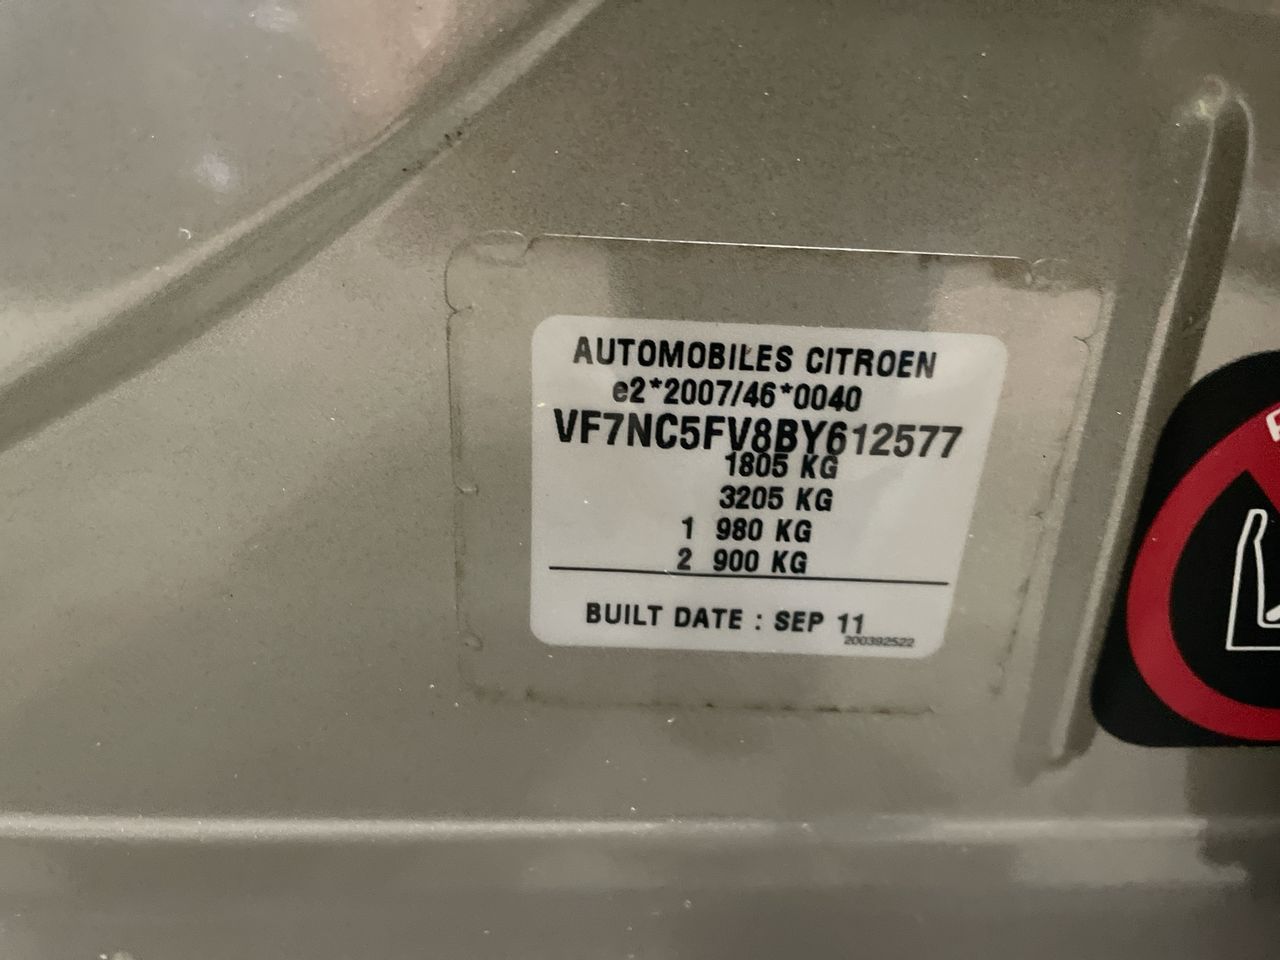 AUTOMOBILES CITROEN
e2*2007/46*0040
VF7NC5FV8BY612577
1805 KG
3205 KG
1 980 KG
2 900 KG
BUILT DATE : SEP 11
200392522